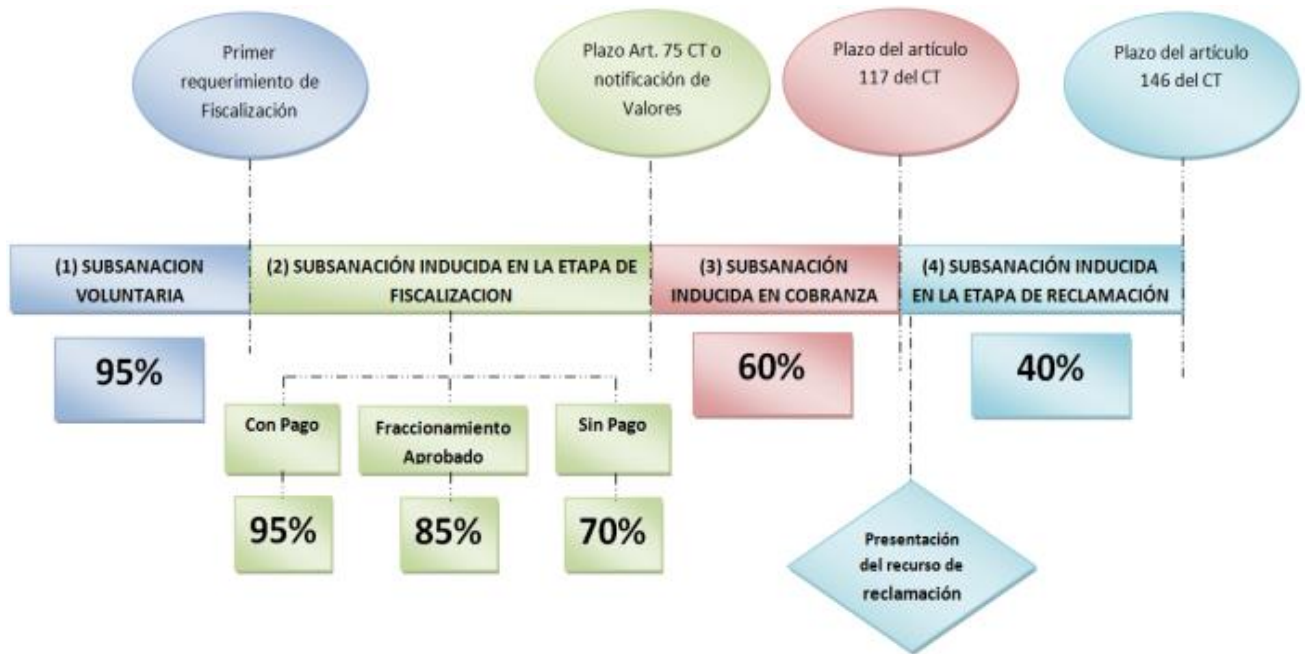 Primer
requerimiento de
Fiscalización
Plazo Art. 75 CT o
notificación de
Valores
Plazo del artículo
117 del CT
Plazo del artículo
146 del CT
(1) SUBSANACION
VOLUNTARIA
(2) SUBSANACIÓN INDUCIDA EN LA ETAPA DE
FISCALIZACION
(3) SUBSANACIÓN
INDUCIDA EN COBRANZA
(4) SUBSANACIÓN INDUCIDA
EN LA ETAPA DE RECLAMACIÓN
95%
60%
40%
Con Pago
Fraccionamiento
Aprobado
Sin Pago
95%
85%
70%
Presentación
del recurso de
reclamación